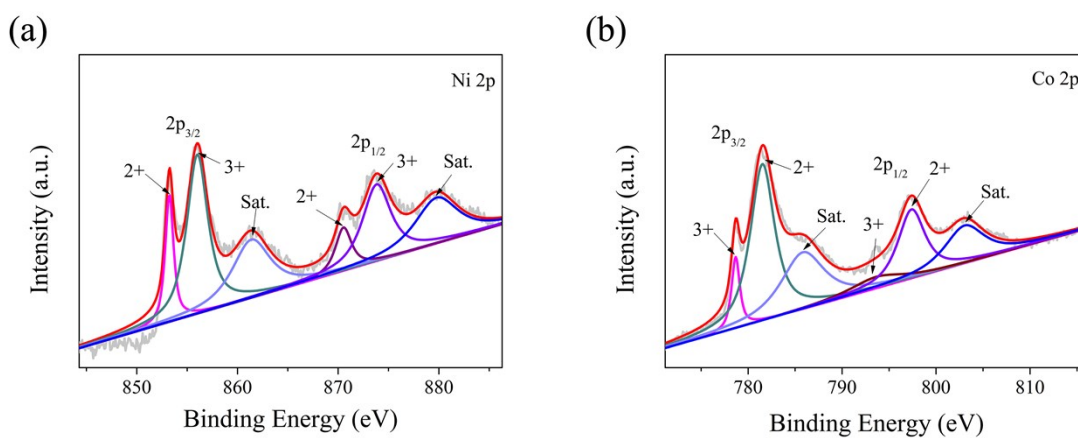 (a)
Ni 2p
2p3/2
2+
3+
Sat.
2+
2p1/2
3+
Sat.
Intensity (a.u.)
850 860 870 880
Binding Energy (eV)
(b)
Co 2p
2p3/2
3+
2+
Sat.
3+
2p1/2
2+
Sat.
Intensity (a.u.)
780 790 800 810
Binding Energy (eV)